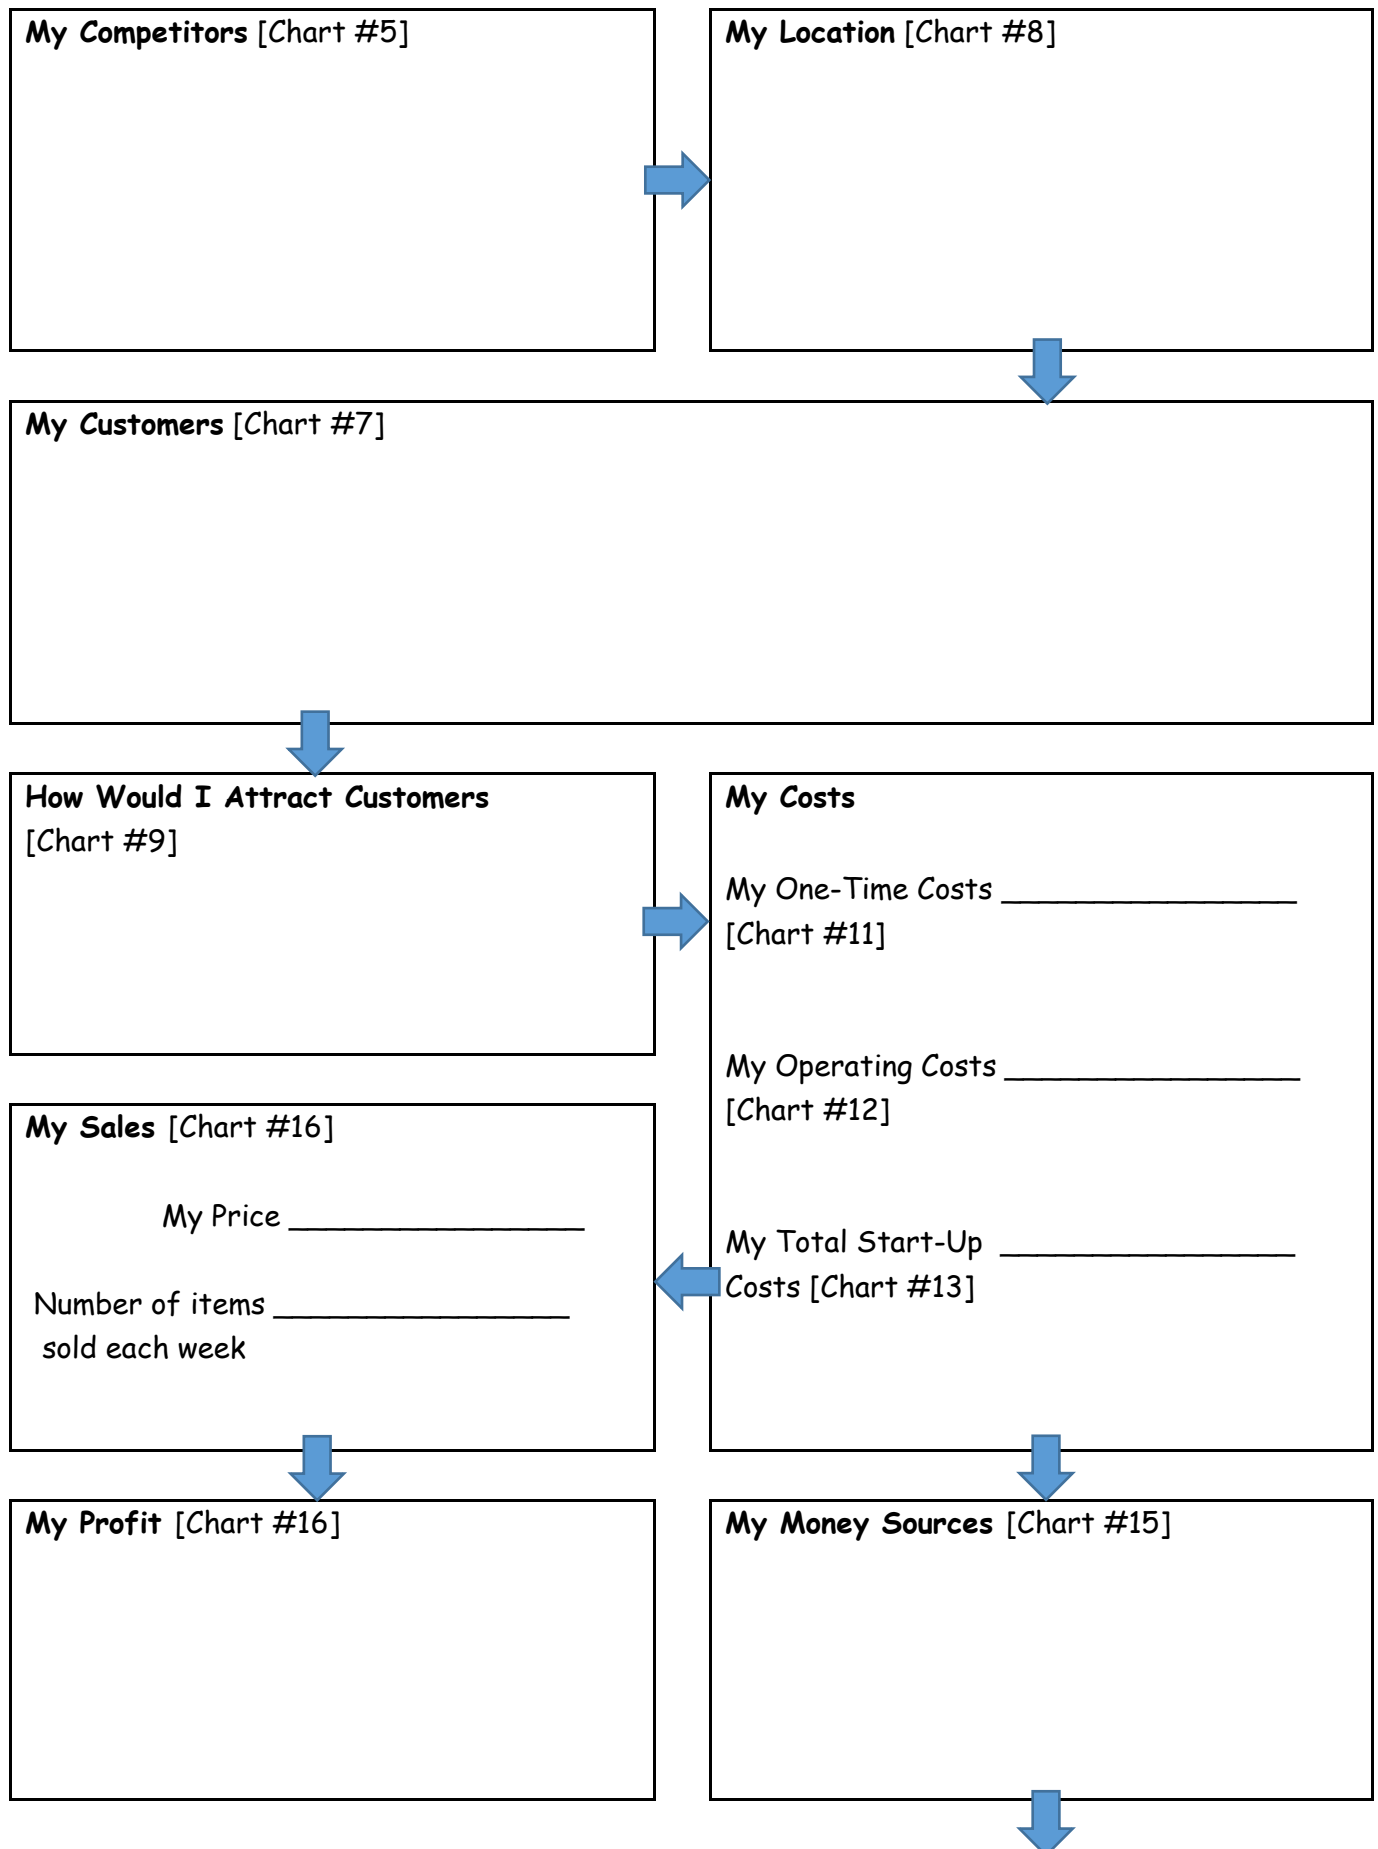 My Competitors [Chart #5]
My Location [Chart #8]
My Customers [Chart #7]
How Would I Attract Customers
[Chart #9]
My Costs
My One-Time Costs ________________
[Chart #11]
My Operating Costs ________________
[Chart #12]
My Total Start-Up ________________
Costs [Chart #13]
My Sales [Chart #16]
My Price ________________
Number of items ________________
sold each week
My Profit [Chart #16]
My Money Sources [Chart #15]